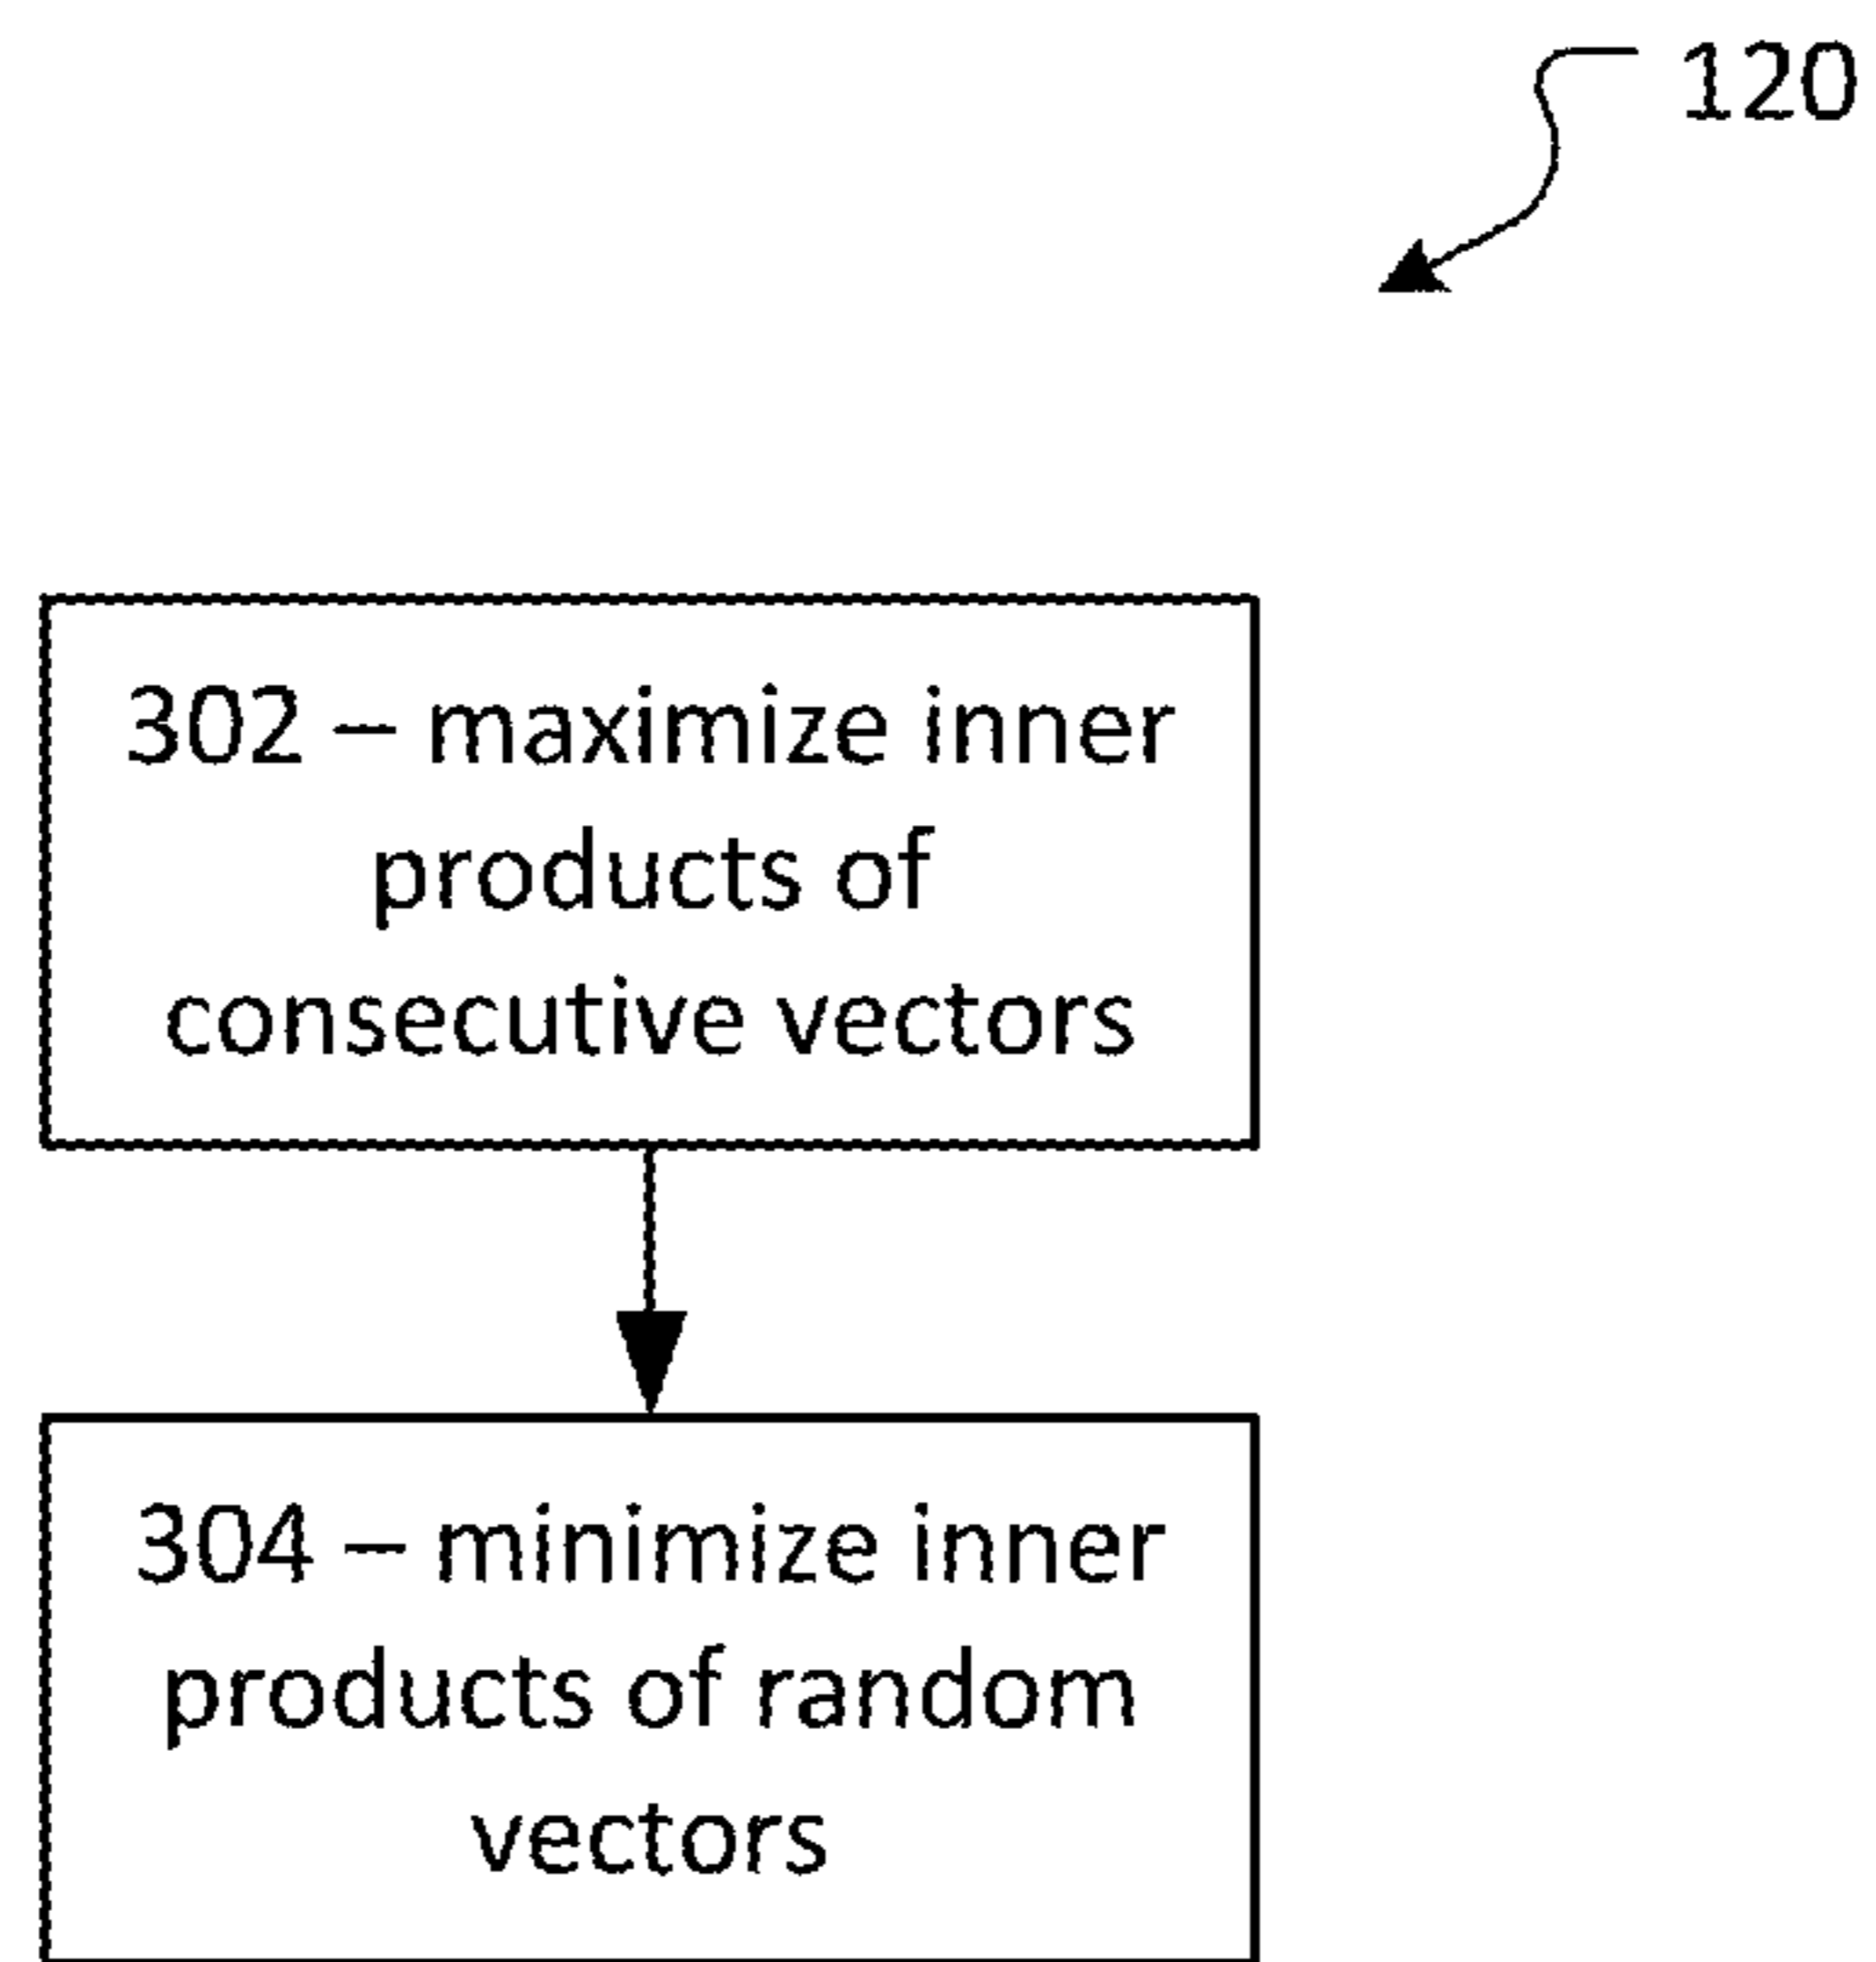 120
302 – maximize inner
products of
consecutive vectors
304 – minimize inner
products of random
vectors